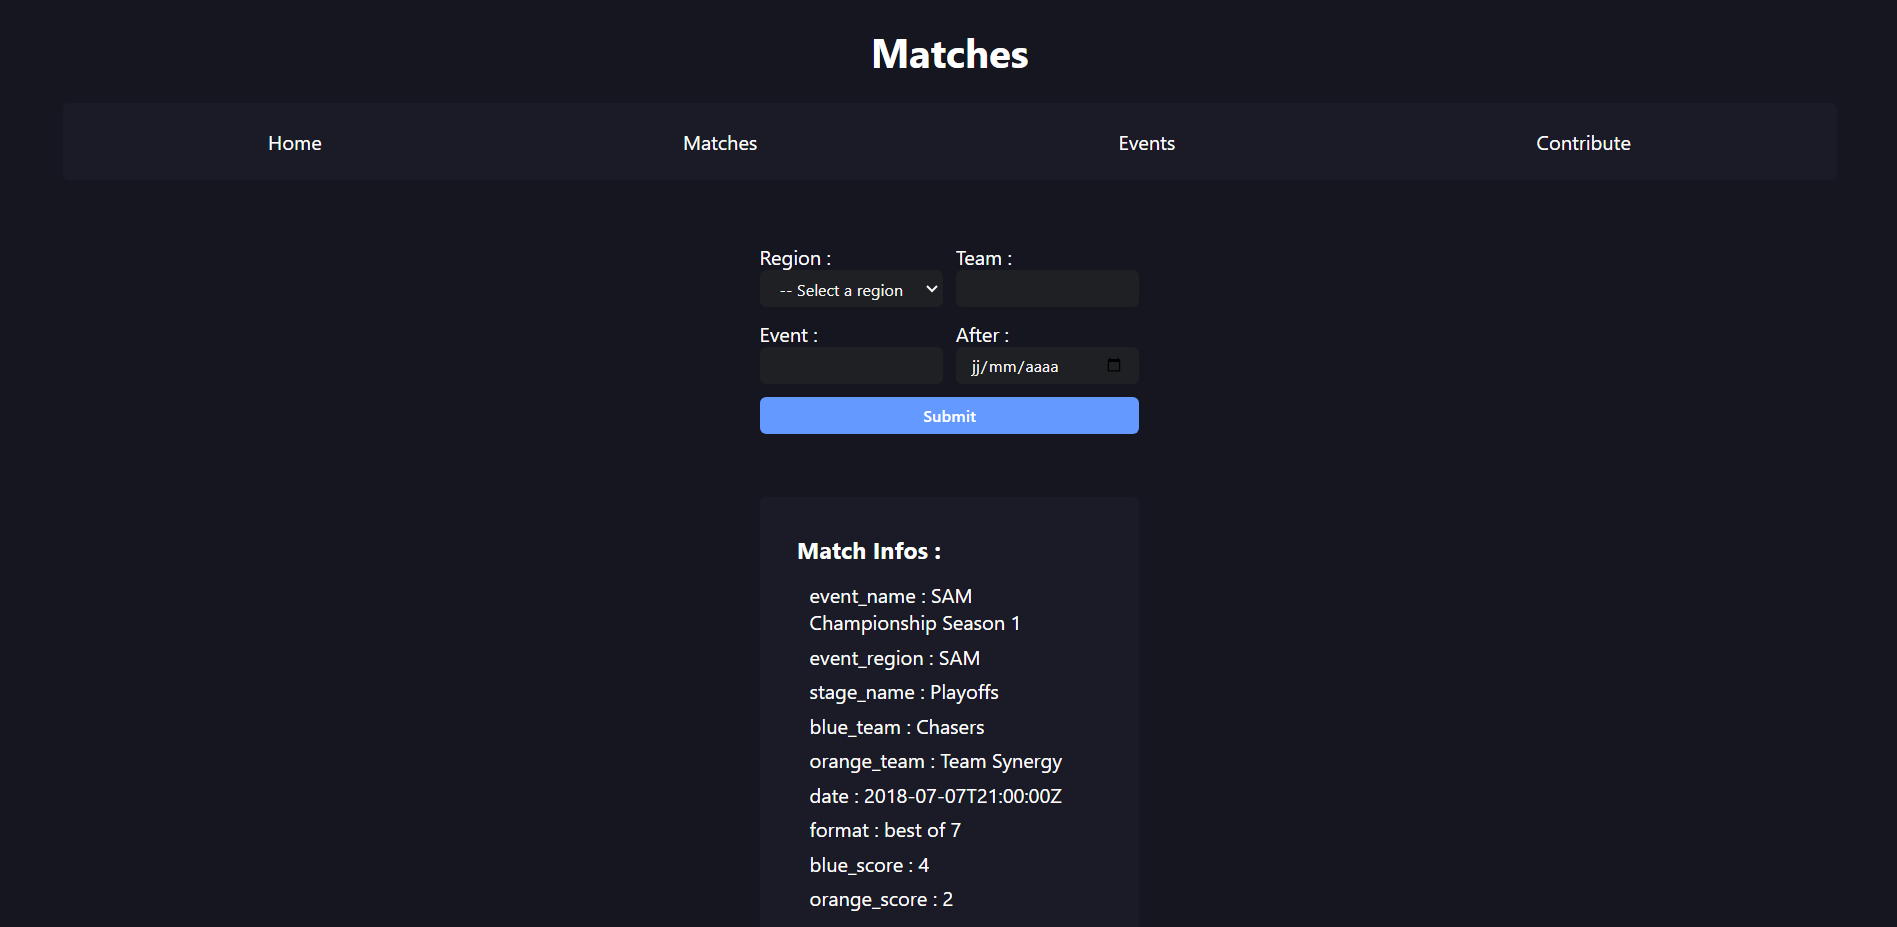 Matches
Home Matches Events Contribute
Region : Team :
-- Select a region
Event : After :
jj/mm/aaaa
Submit
Match Infos :
event_name : SAM
Championship Season 1
event_region : SAM
stage_name : Playoffs
blue_team : Chasers
orange_team : Team Synergy
date : 2018-07-07T21:00:00Z
format : best of 7
blue_score : 4
orange_score : 2